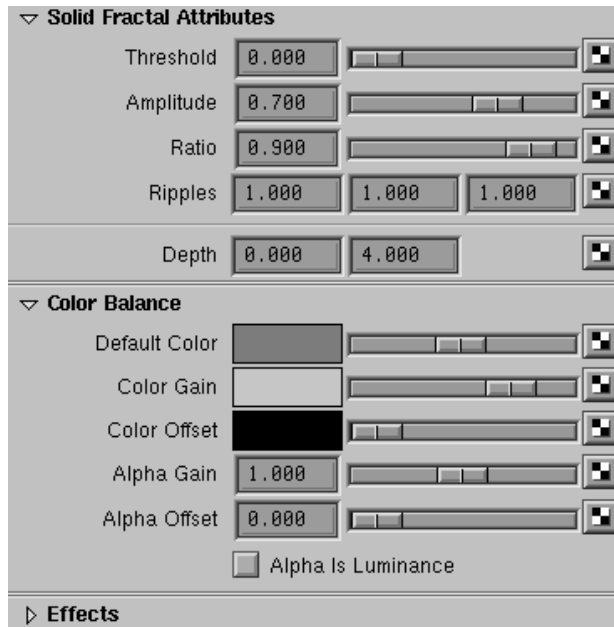 Solid Fractal Attributes
Threshold 0.000
Amplitude 0.700
Ratio 0.900
Ripples 1.000 1.000 1.000
Depth 0.000 4.000
Color Balance
Default Color
Color Gain
Color Offset
Alpha Gain 1.000
Alpha Offset 0.000
Alpha Is Luminance
Effects